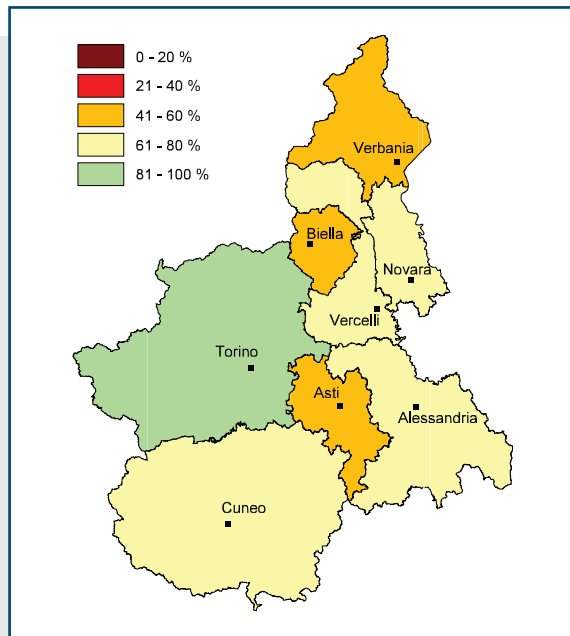 0 - 20 %
21 - 40 %
41 - 60 %
61 - 80 %
81 - 100 %
Verbania
Biella
Novara
Vercelli
Torino
Asti
Alessandria
Cuneo